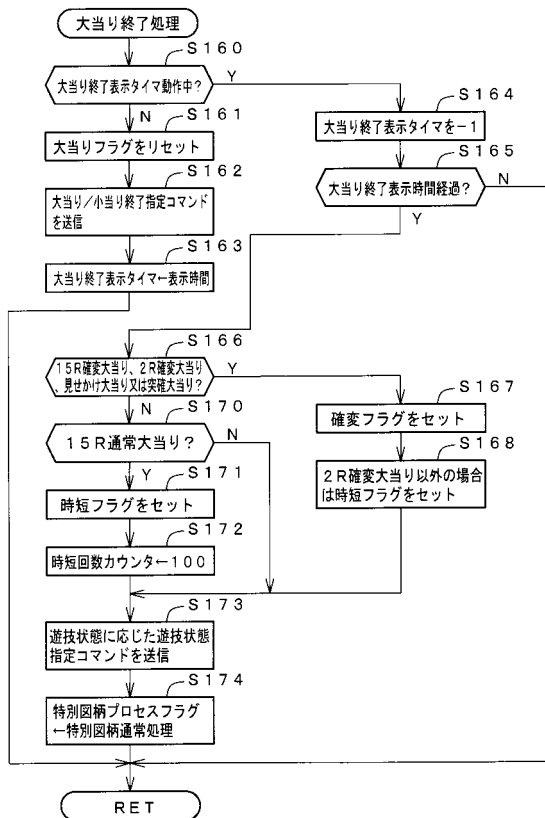 大当り終了処理
S160
大当り終了表示タイマ動作中?
Y
N
S161
大当りフラグをリセット
S162
大当り/小当り終了指定コマンド
を送信
S163
大当り終了表示タイマ←表示時間
S164
大当り終了表示タイマを-1
S165
大当り終了表示時間経過?
N
Y
S166
15R確変大当り、2R確変大当り
、見せかけ大当り又は突確大当り?
Y
N
S167
確変フラグをセット
S168
2R確変大当り以外の場合
は時短フラグをセット
S170
15R通常大当り?
N
Y
S171
時短フラグをセット
S172
時短回数カウンタ←100
S173
遊技状態に応じた遊技状態
指定コマンドを送信
S174
特別図柄プロセスフラグ
←特別図柄通常処理
RET